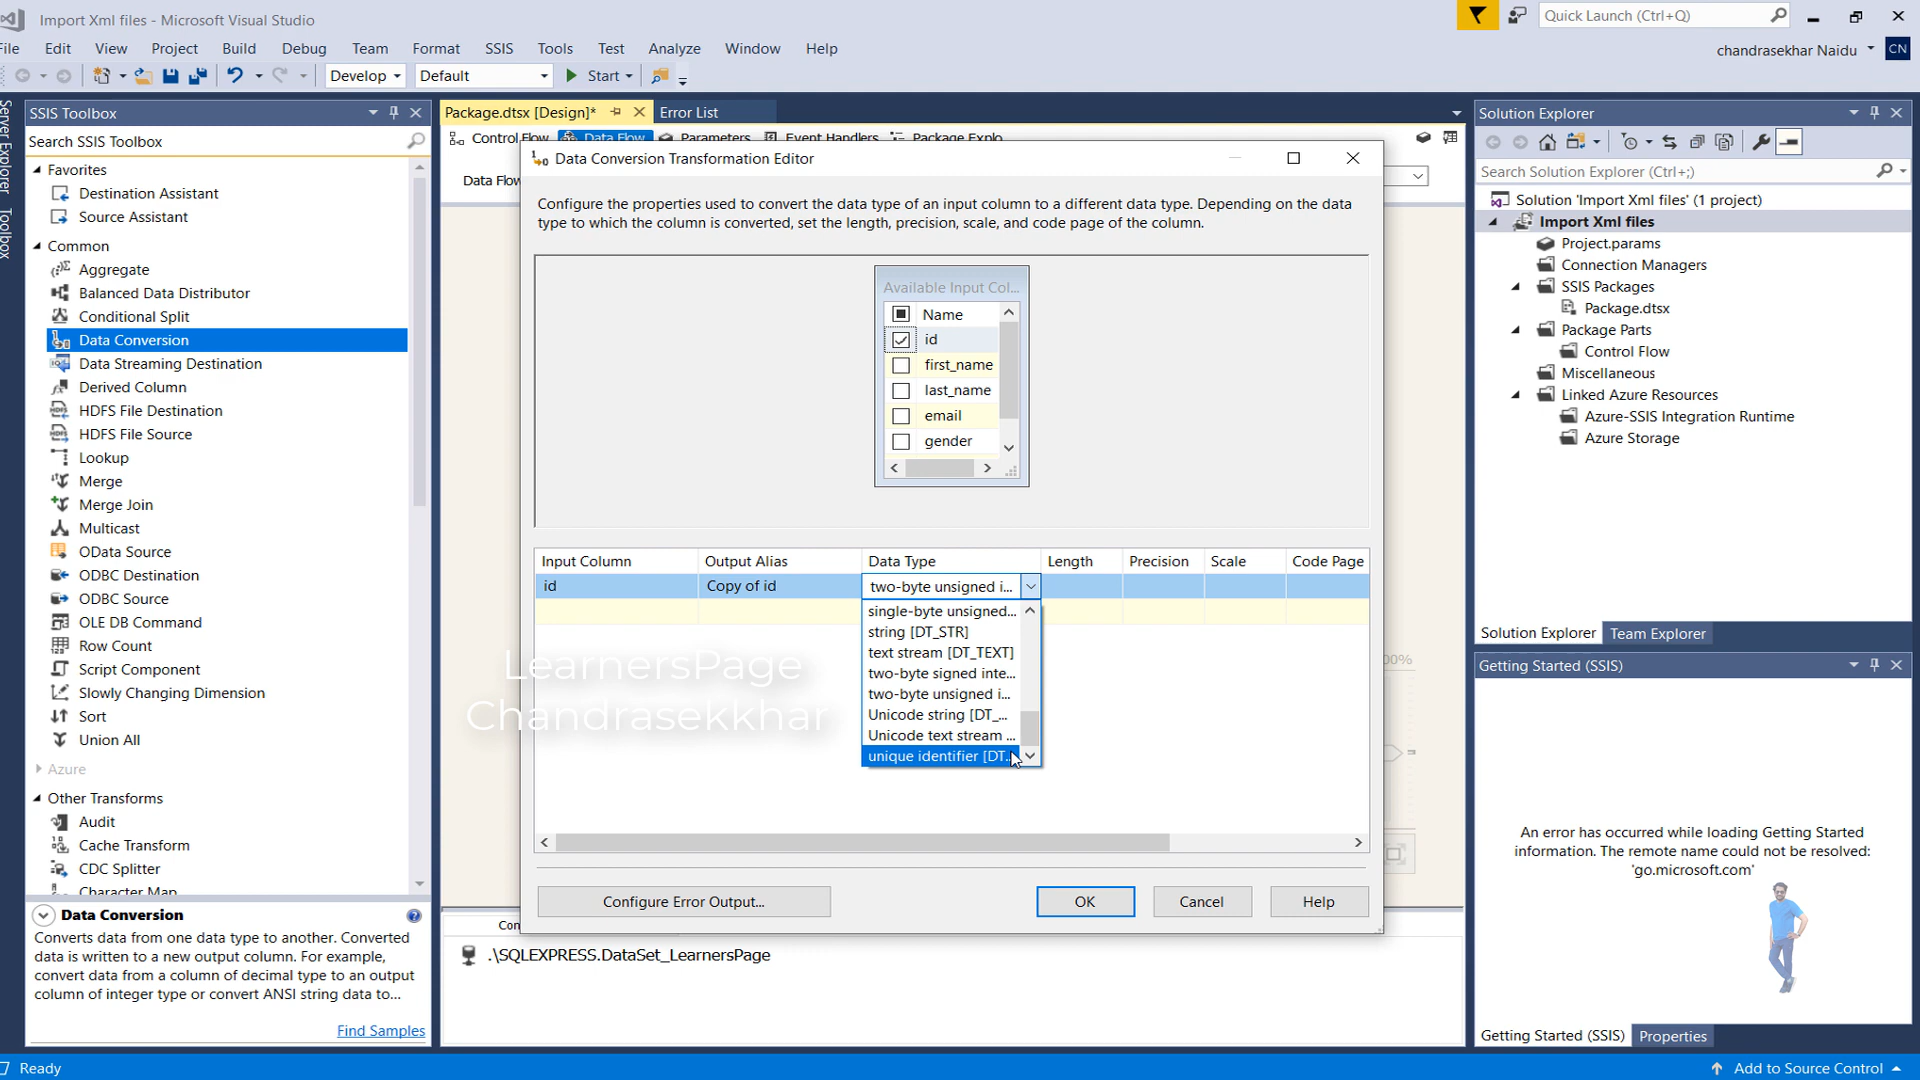 Import Xml files - Microsoft Visual Studio
Quick Launch (Ctrl+Q)
File Edit View Project Build Debug Team Format SSIS Tools Test Analyze Window Help
chandrasekhar Naidu CN
Develop Default Start
Server Explorer
Toolbox
SSIS Toolbox
Search SSIS Toolbox
Favorites
Destination Assistant
Source Assistant
Common
Aggregate
Balanced Data Distributor
Conditional Split
Data Conversion
Data Streaming Destination
Derived Column
HDFS File Destination
HDFS File Source
Lookup
Merge
Merge Join
Multicast
OData Source
ODBC Destination
ODBC Source
OLE DB Command
Row Count
Script Component
Slowly Changing Dimension
Sort
Union All
Azure
Other Transforms
Audit
Cache Transform
CDC Splitter
Character Map
Data Conversion
Converts data from one data type to another. Converted
data is written to a new output column. For example,
convert data from a column of decimal type to an output
column of integer type or convert ANSI string data to...
Find Samples
Package.dtsx [Design]*
Error List
Control Flow Data Flow Parameters Event Handlers Package Explo
Data Flow
Data Conversion Transformation Editor
Configure the properties used to convert the data type of an input column to a different data type. Depending on the data
type to which the column is converted, set the length, precision, scale, and code page of the column.
Available Input Col...
Name
id
first_name
last_name
email
gender
Input Column Output Alias Data Type Length Precision Scale Code Page
id Copy of id two-byte unsigned i...
single-byte unsigned...
string [DT_STR]
text stream [DT_TEXT]
two-byte signed inte...
two-byte unsigned i...
Unicode string [DT_...
Unicode text stream ...
unique identifier [DT...
LearnersPage
Chandrasekkhar
Configure Error Output...
OK
Cancel
Help
00%
Con
.\SQLEXPRESS.DataSet_LearnersPage
Solution Explorer
Search Solution Explorer (Ctrl+;)
Solution 'Import Xml files' (1 project)
Import Xml files
Project.params
Connection Managers
SSIS Packages
Package.dtsx
Package Parts
Control Flow
Miscellaneous
Linked Azure Resources
Azure-SSIS Integration Runtime
Azure Storage
Solution Explorer Team Explorer
Getting Started (SSIS)
An error has occurred while loading Getting Started
information. The remote name could not be resolved:
'go.microsoft.com'
Getting Started (SSIS) Properties
Ready
Add to Source Control